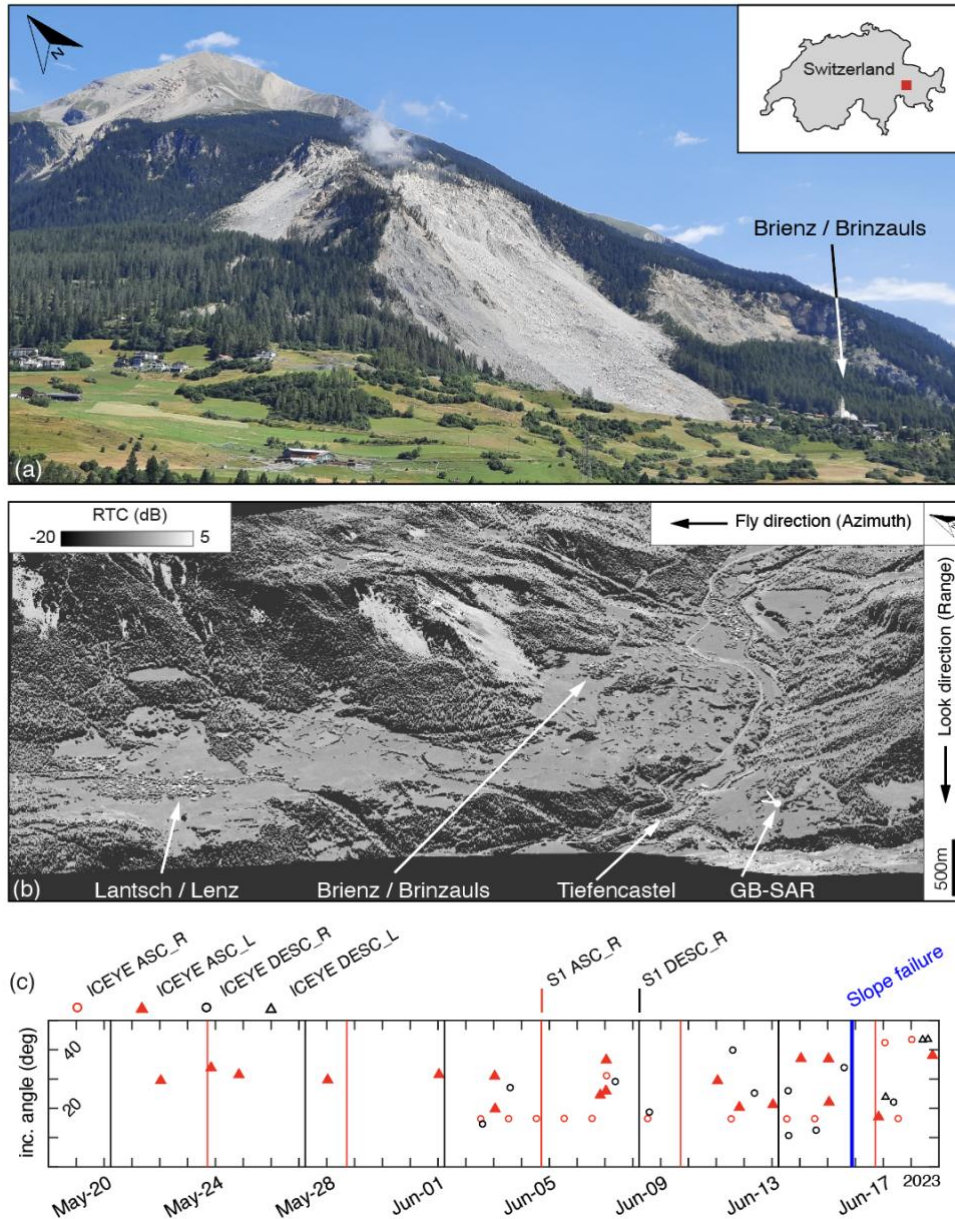 N
Switzerland
Brienz / Brinzauls
(a)
RTC (dB)
-20 5
Fly direction (Azimuth)
N
Look direction (Range)
500m
(b)
Lantsch / Lenz
Brienz / Brinzauls
Tiefencastel
GB-SAR
(c)
ICEYE ASC_R
ICEYE ASC_L
ICEYE DESC_R
ICEYE DESC_L
S1 ASC_R
S1 DESC_R
Slope failure
inc. angle (deg)
40
20
May-20
May-24
May-28
Jun-01
Jun-05
Jun-09
Jun-13
Jun-17
2023